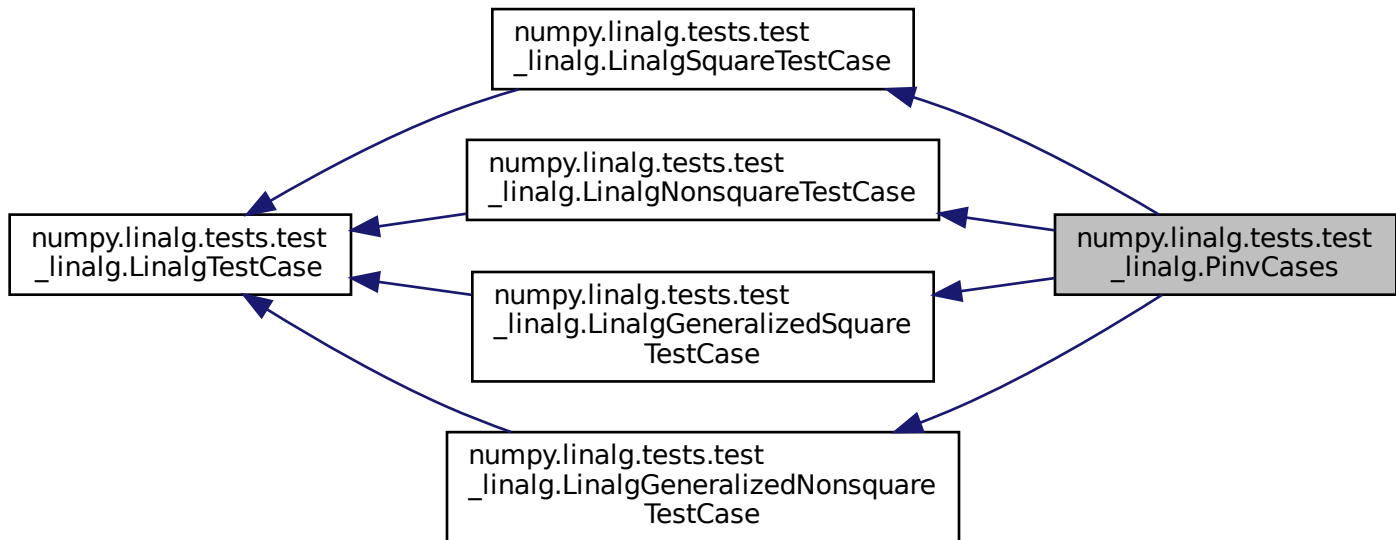 numpy.linalg.tests.test
_linalg.LinalgSquareTestCase
numpy.linalg.tests.test
_linalg.LinalgNonsquareTestCase
numpy.linalg.tests.test
_linalg.LinalgTestCase
numpy.linalg.tests.test
_linalg.PinvCases
numpy.linalg.tests.test
_linalg.LinalgGeneralizedSquare
TestCase
numpy.linalg.tests.test
_linalg.LinalgGeneralizedNonsquare
TestCase